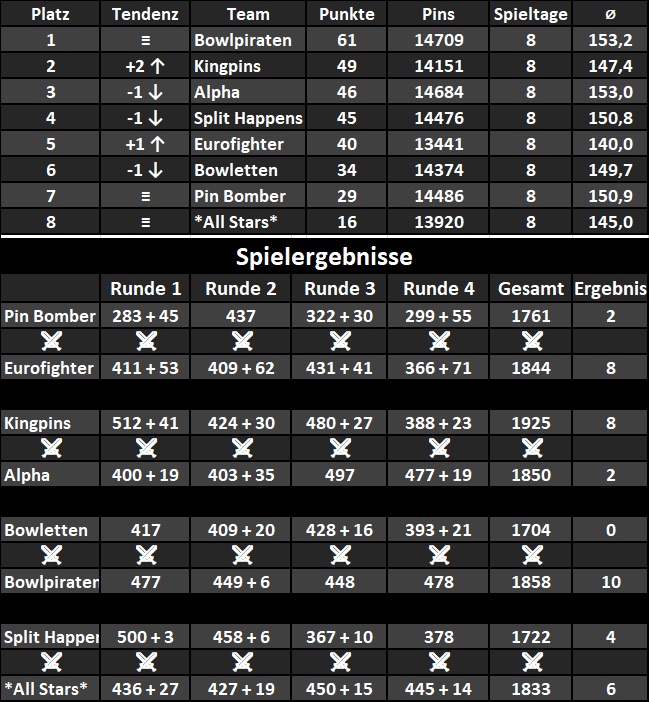 Platz Tendenz Team Punkte Pins Spieltage ø
1 ≡ Bowlpiraten 61 14709 8 153,2
2 +2 ↑ Kingpins 49 14151 8 147,4
3 -1 ↓ Alpha 46 14684 8 153,0
4 -1 ↓ Split Happens 45 14476 8 150,8
5 +1 ↑ Eurofighter 40 13441 8 140,0
6 -1 ↓ Bowletten 34 14374 8 149,7
7 ≡ Pin Bomber 29 14486 8 150,9
8 ≡ *All Stars* 16 13920 8 145,0
Spielergebnisse
Runde 1 Runde 2 Runde 3 Runde 4 Gesamt Ergebnis
Pin Bomber 283 + 45 437 322 + 30 299 + 55 1761 2
Eurofighter 411 + 53 409 + 62 431 + 41 366 + 71 1844 8
Kingpins 512 + 41 424 + 30 480 + 27 388 + 23 1925 8
Alpha 400 + 19 403 + 35 497 477 + 19 1850 2
Bowletten 417 409 + 20 428 + 16 393 + 21 1704 0
Bowlpiraten 477 449 + 6 448 478 1858 10
Split Happen 500 + 3 458 + 6 367 + 10 378 1722 4
*All Stars* 436 + 27 427 + 19 450 + 15 445 + 14 1833 6